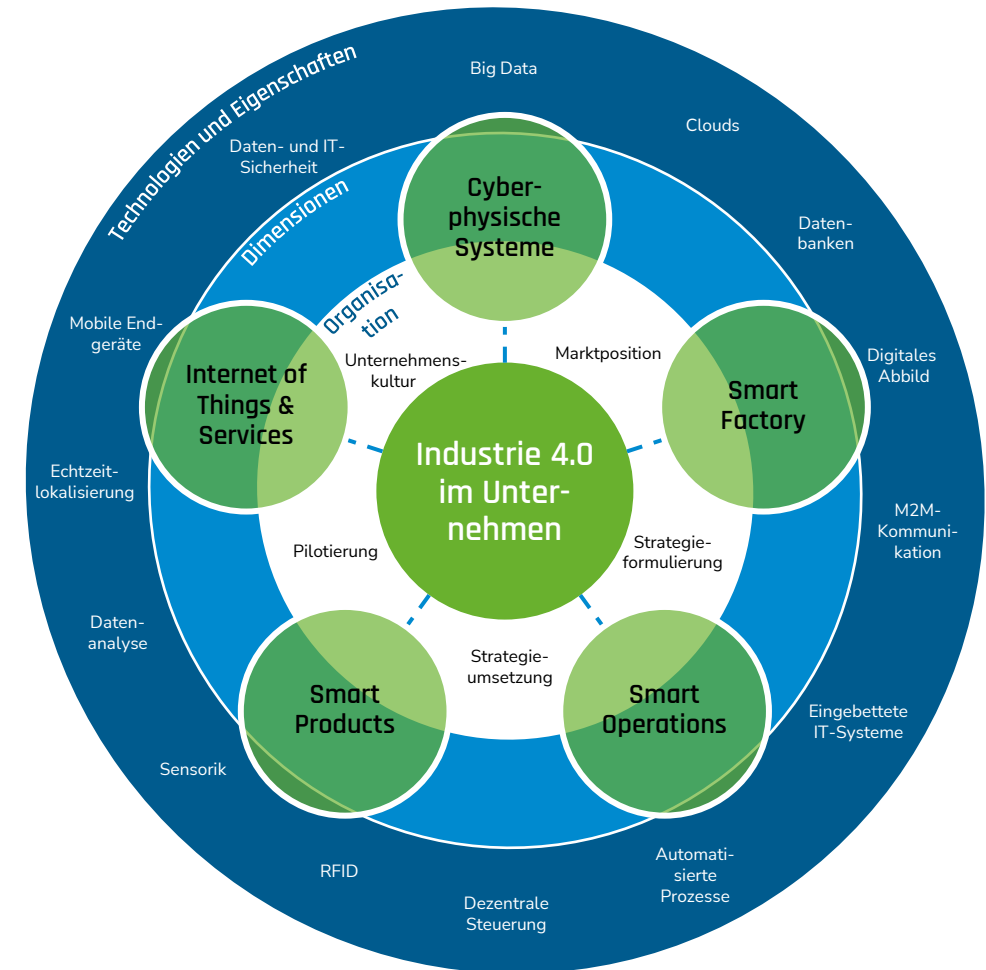 Technologien und Eigenschaften
Big Data
Clouds
Daten- und IT-
Sicherheit
Dimensionen
Cyber-
physische
Systeme
Daten-
banken
Organisa-
tion
Mobile End-
geräte
Internet of
Things &
Services
Unternehmens-
kultur
Marktposition
Smart
Factory
Digitales
Abbild
Industrie 4.0
im Unter-
nehmen
Echtzeit-
lokalisierung
M2M-
Kommuni-
kation
Pilotierung
Strategie-
formulierung
Daten-
analyse
Strategie-
umsetzung
Smart
Products
Smart
Operations
Eingebettete
IT-Systeme
Sensorik
RFID
Automati-
sierte
Prozesse
Dezentrale
Steuerung